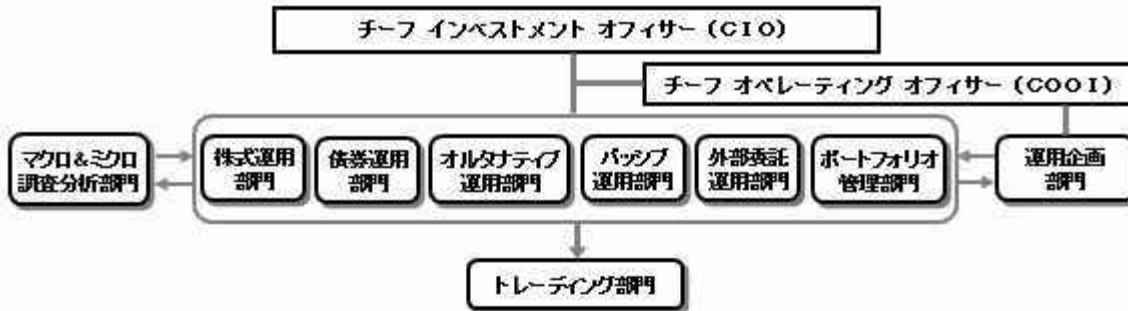 チーフ インベストメント オフィサー（CIO）
チーフ オペレーティング オフィサー（COOI）
マクロ＆ミクロ
調査分析部門
株式運用
部門
債券運用
部門
オルタナティブ
運用部門
パッシブ
運用部門
外部委託
運用部門
ポートフォリオ
管理部門
運用企画
部門
トレーディング部門